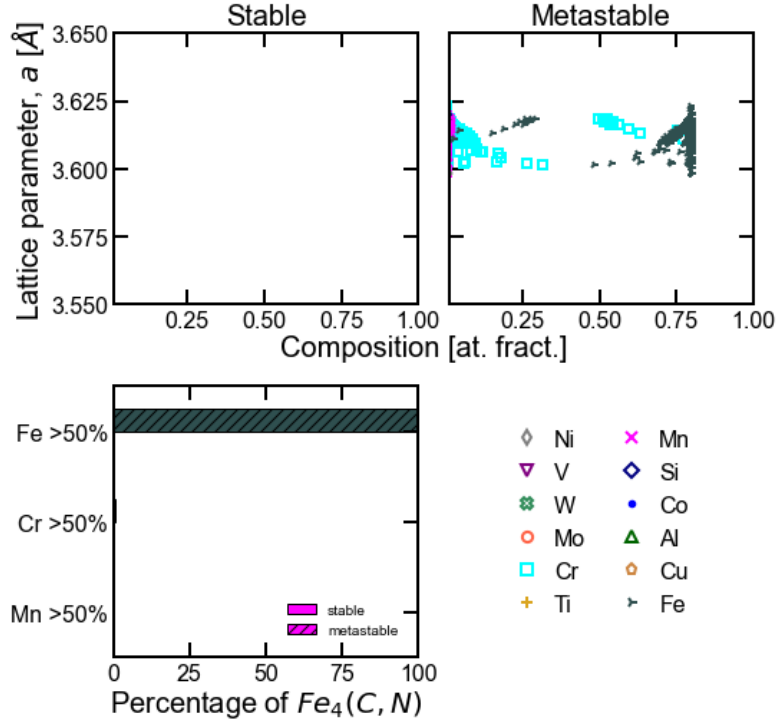 Stable Metastable
Lattice parameter, a [Å]
3.650
3.625
3.600
3.575
3.550
0.25 0.50 0.75 1.00 0.25 0.50 0.75 1.00
Composition [at. fract.]
Fe >50%
Cr >50%
Mn >50%
stable
metastable
0 25 50 75 100
Percentage of Fe₄(C, N)
Ni Mn
V Si
W Co
Mo Al
Cr Cu
Ti Fe